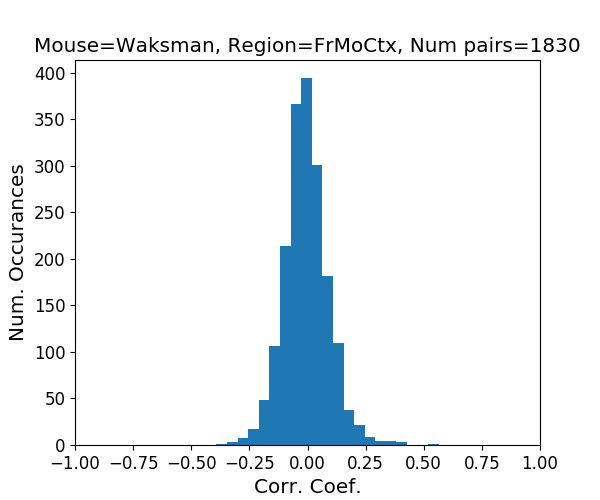 Mouse=Waksman, Region=FrMoCtx, Num pairs=1830
400
350
300
250
200
150
100
50
0
Num. Occurances
−1.00 −0.75 −0.50 −0.25 0.00 0.25 0.50 0.75 1.00
Corr. Coef.